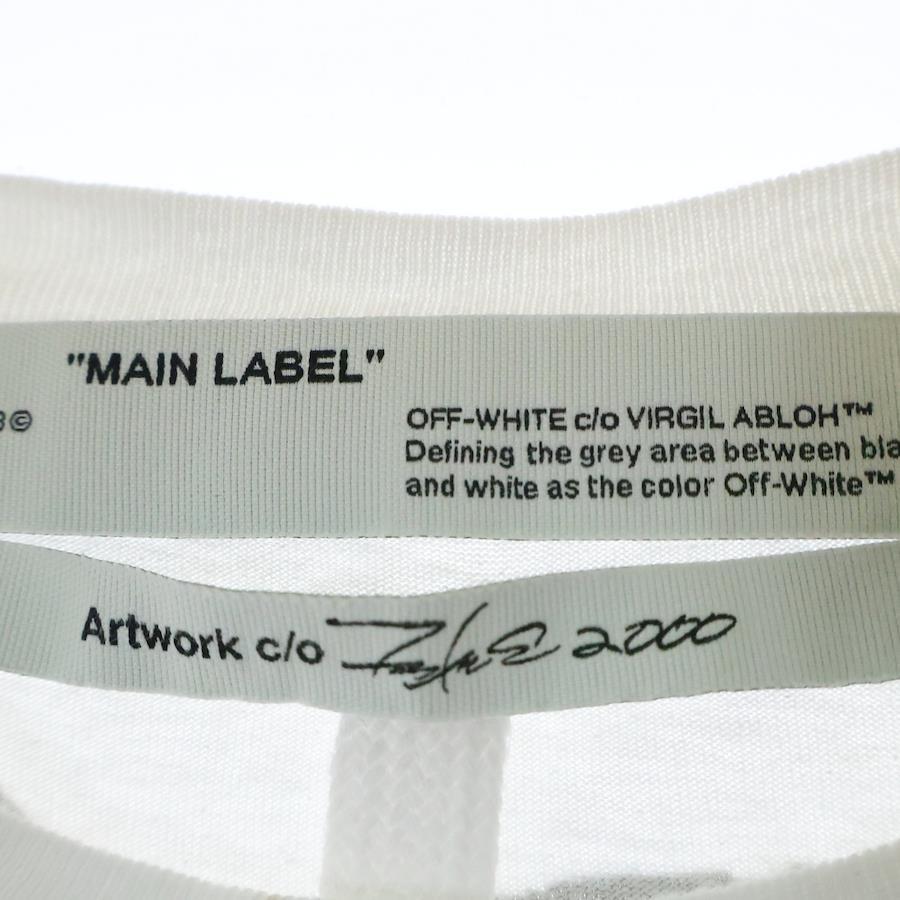 "MAIN LABEL"
©
OFF-WHITE c/o VIRGIL ABLOH™
Defining the grey area between
and white as the color Off-White™
Artwork c/o 2000